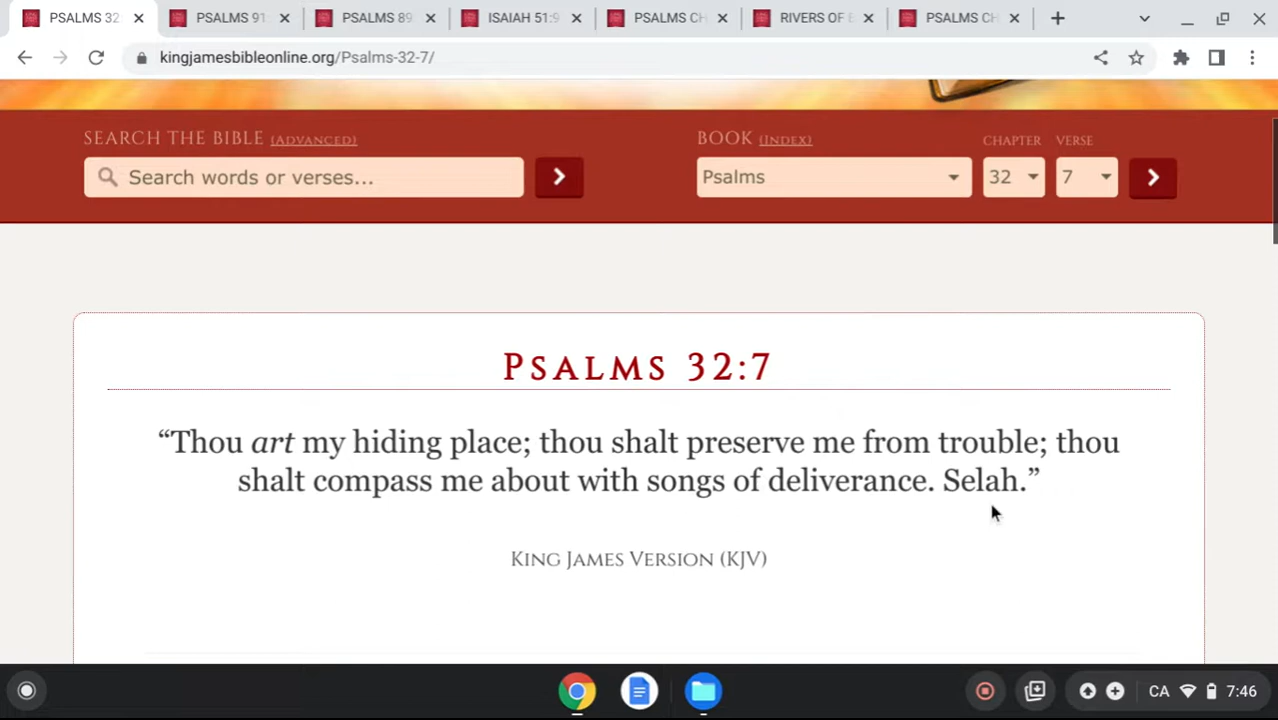 PSALMS 32
PSALMS 91
PSALMS 89
ISAIAH 51:9
PSALMS CH
RIVERS OF
PSALMS CH
kingjamesbibleonline.org/Psalms-32-7/
SEARCH THE BIBLE (ADVANCED)
BOOK (INDEX)
CHAPTER
VERSE
Search words or verses...
Psalms
32
7
PSALMS 32:7
“Thou art my hiding place; thou shalt preserve me from trouble; thou
shalt compass me about with songs of deliverance. Selah.”
KING JAMES VERSION (KJV)
CA
7:46